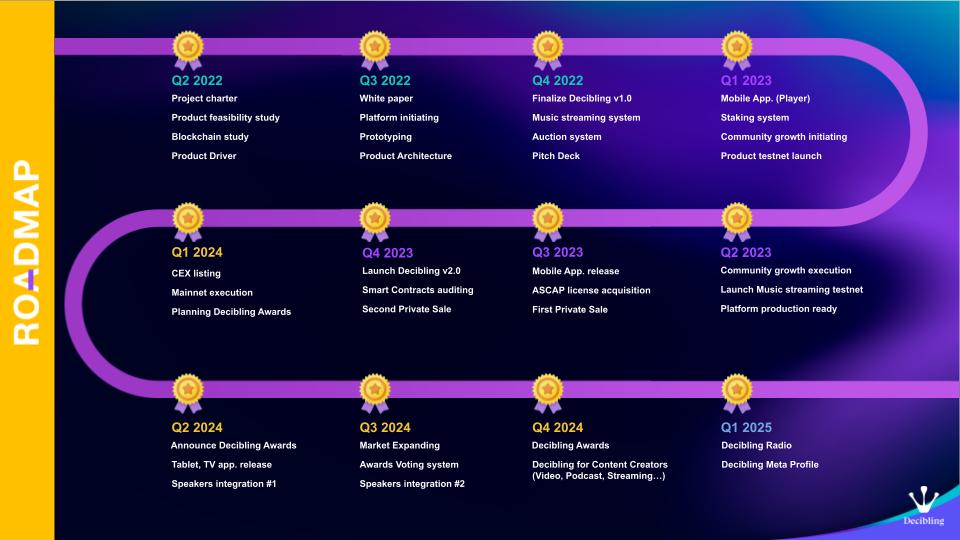 ROADMAP
Q2 2022
Project charter
Product feasibility study
Blockchain study
Product Driver
Q3 2022
White paper
Platform initiating
Prototyping
Product Architecture
Q4 2022
Finalize Decibling v1.0
Music streaming system
Auction system
Pitch Deck
Q1 2023
Mobile App. (Player)
Staking system
Community growth initiating
Product testnet launch
Q2 2023
Community growth execution
Launch Music streaming testnet
Platform production ready
Q3 2023
Mobile App. release
ASCAP license acquisition
First Private Sale
Q4 2023
Launch Decibling v2.0
Smart Contracts auditing
Second Private Sale
Q1 2024
CEX listing
Mainnet execution
Planning Decibling Awards
Q2 2024
Announce Decibling Awards
Tablet, TV app. release
Speakers integration #1
Q3 2024
Market Expanding
Awards Voting system
Speakers integration #2
Q4 2024
Decibling Awards
Decibling for Content Creators
(Video, Podcast, Streaming...)
Q1 2025
Decibling Radio
Decibling Meta Profile
Decibling